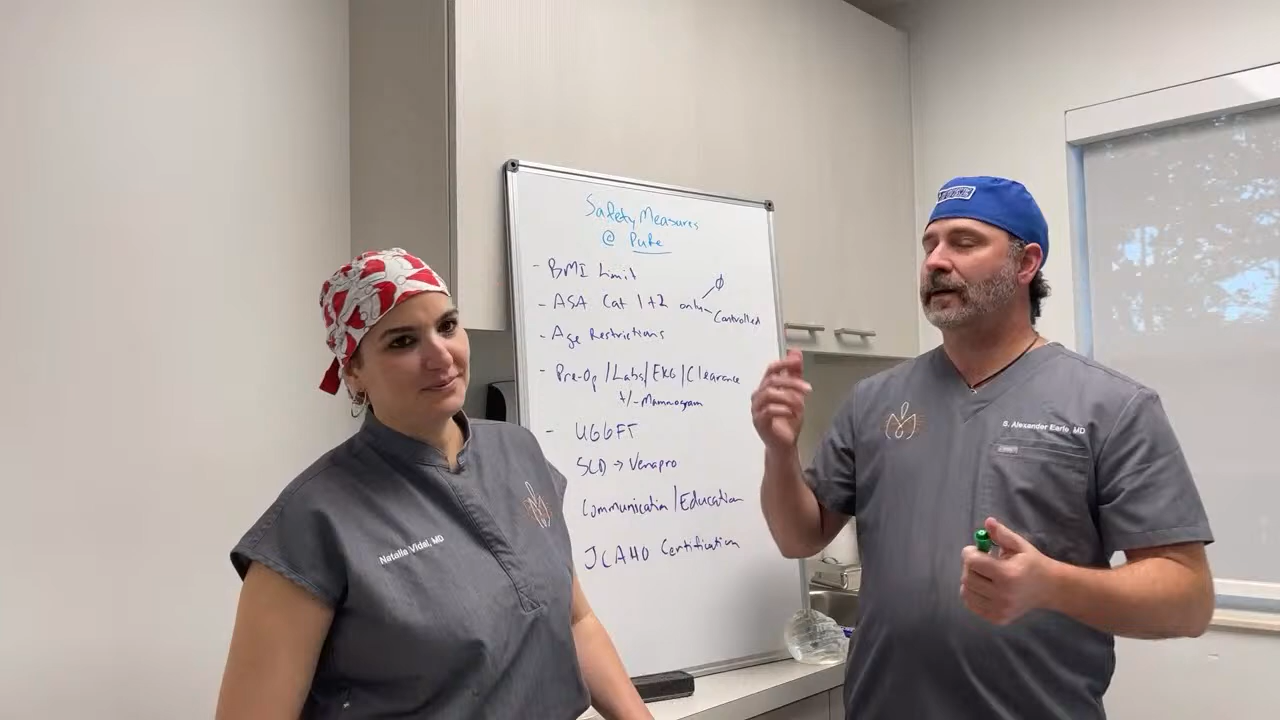 Safety Measures
@ Pure
- BMI Limit
- ASA Cat 1+2 only
Ø
Controlled
- Age Restrictions
- Pre-Op/Labs/EKG/Clearance
+/- Mammogram
- UGGFT
SCD → Venapro
Communication/Education
JCAHO Certification
Natalie Vidal, MD
S. Alexander Earle, MD